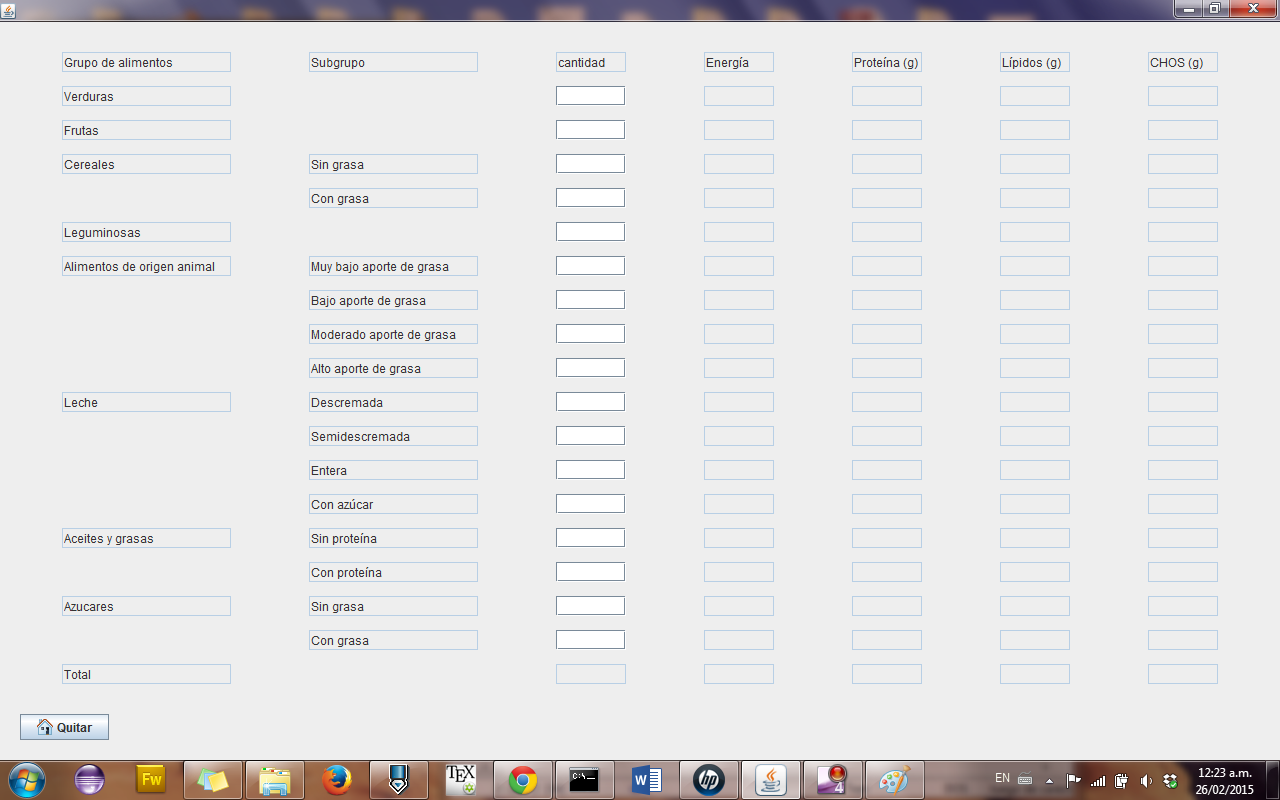 Grupo de alimentos Subgrupo cantidad Energía Proteína (g) Lípidos (g) CHOS (g)
Verduras
Frutas
Cereales Sin grasa
Con grasa
Leguminosas
Alimentos de origen animal Muy bajo aporte de grasa
Bajo aporte de grasa
Moderado aporte de grasa
Alto aporte de grasa
Leche Descremada
Semidescremada
Entera
Con azúcar
Aceites y grasas Sin proteína
Con proteína
Azucares Sin grasa
Con grasa
Total
Quitar
Fw TEX C:\._ W hp 4 EN 12:23 a.m.
26/02/2015